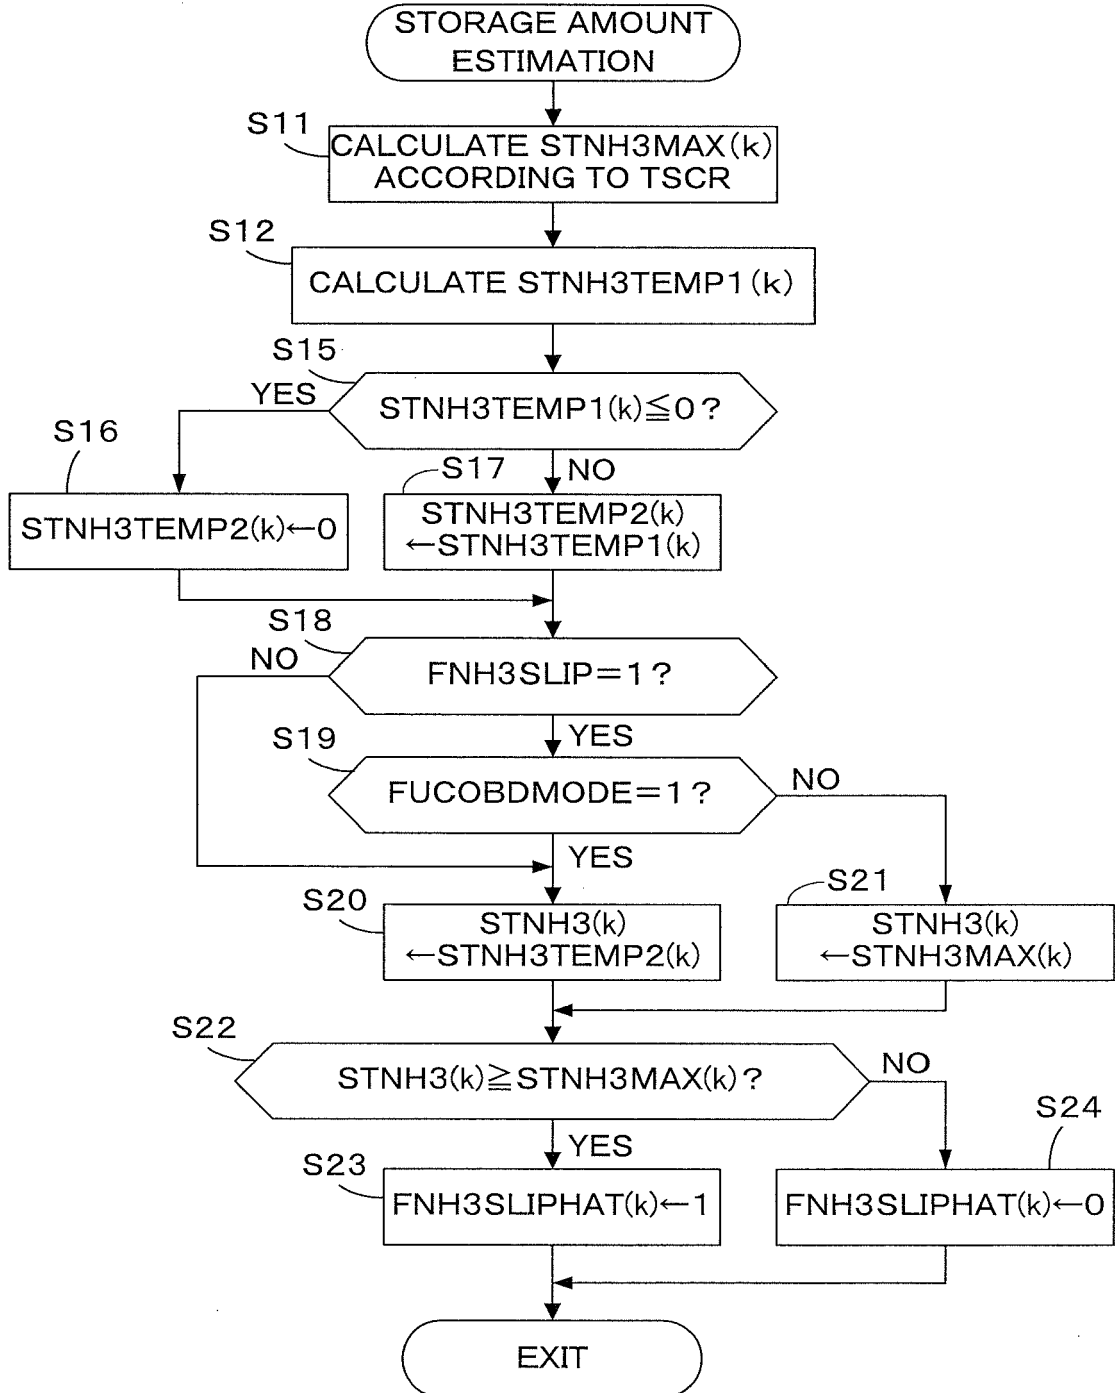 STORAGE AMOUNT
ESTIMATION
S11
CALCULATE STNH3MAX(k)
ACCORDING TO TSCR
S12
CALCULATE STNH3TEMP1(k)
S15
YES
STNH3TEMP1(k)≦0?
S16
S17
NO
STNH3TEMP2(k)←0
STNH3TEMP2(k)
←STNH3TEMP1(k)
S18
NO
FNH3SLIP=1?
S19
YES
FUCOBDMODE=1?
NO
YES
S20
STNH3(k)
←STNH3TEMP2(k)
S21
STNH3(k)
←STNH3MAX(k)
S22
STNH3(k)≧STNH3MAX(k)?
NO
YES
S23
FNH3SLIPHAT(k)←1
S24
FNH3SLIPHAT(k)←0
EXIT